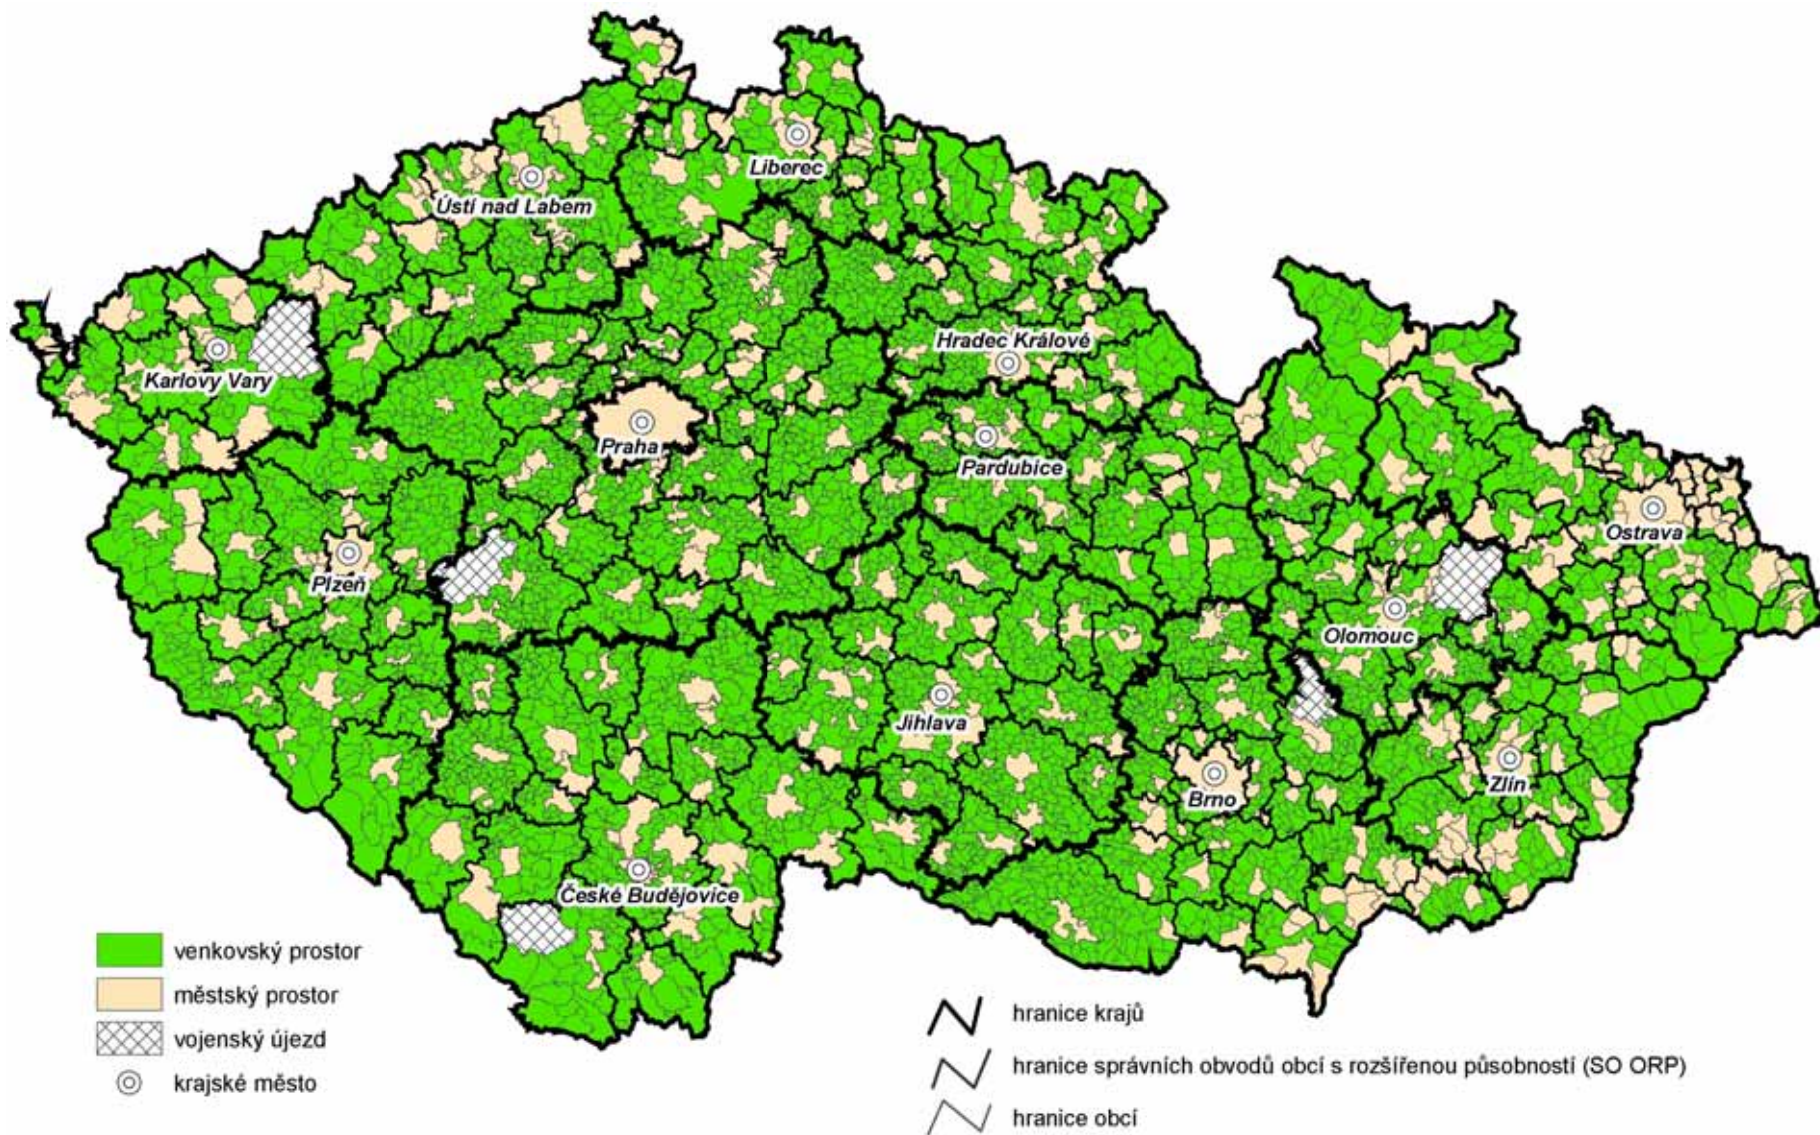 Liberec
Ústí nad Labem
Hradec Králové
Karlovy Vary
Praha
Pardubice
Ostrava
Plzeň
Olomouc
Jihlava
Zlín
Brno
České Budějovice
venkovský prostor
městský prostor
vojenský újezd
krajské město
hranice krajů
hranice správních obvodů obcí s rozšířenou působností (SO ORP)
hranice obcí